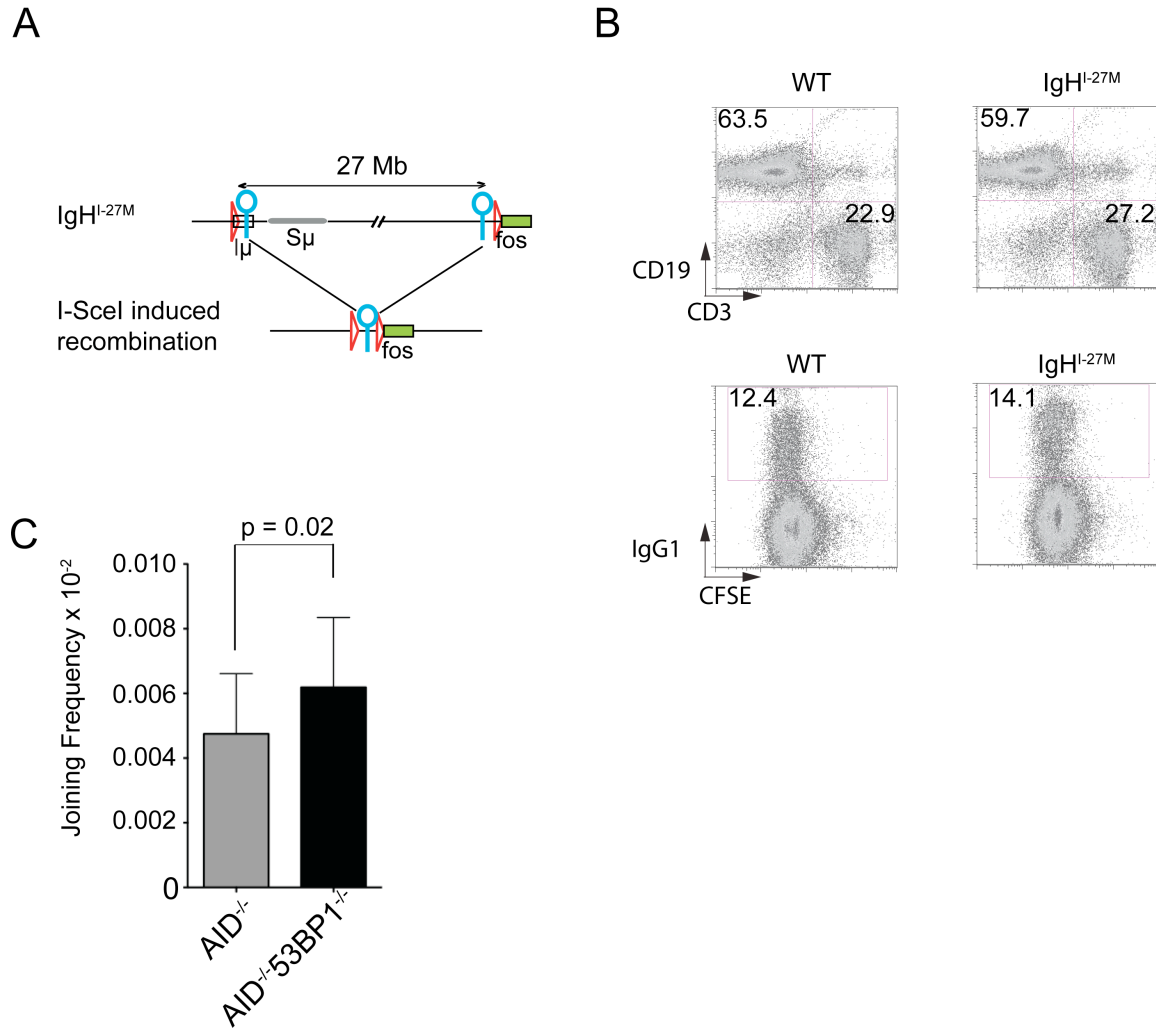 A
27 Mb
IgH^I-27M
Iμ
Sμ
fos
I-SceI induced
recombination
fos
B
WT
IgH^I-27M
63.5
22.9
59.7
27.2
CD19
CD3
WT
IgH^I-27M
12.4
14.1
IgG1
CFSE
C
p = 0.02
Joining Frequency x 10^-2
0.010
0.008
0.006
0.004
0.002
0
AID^-/-
AID^-/-53BP1^-/-